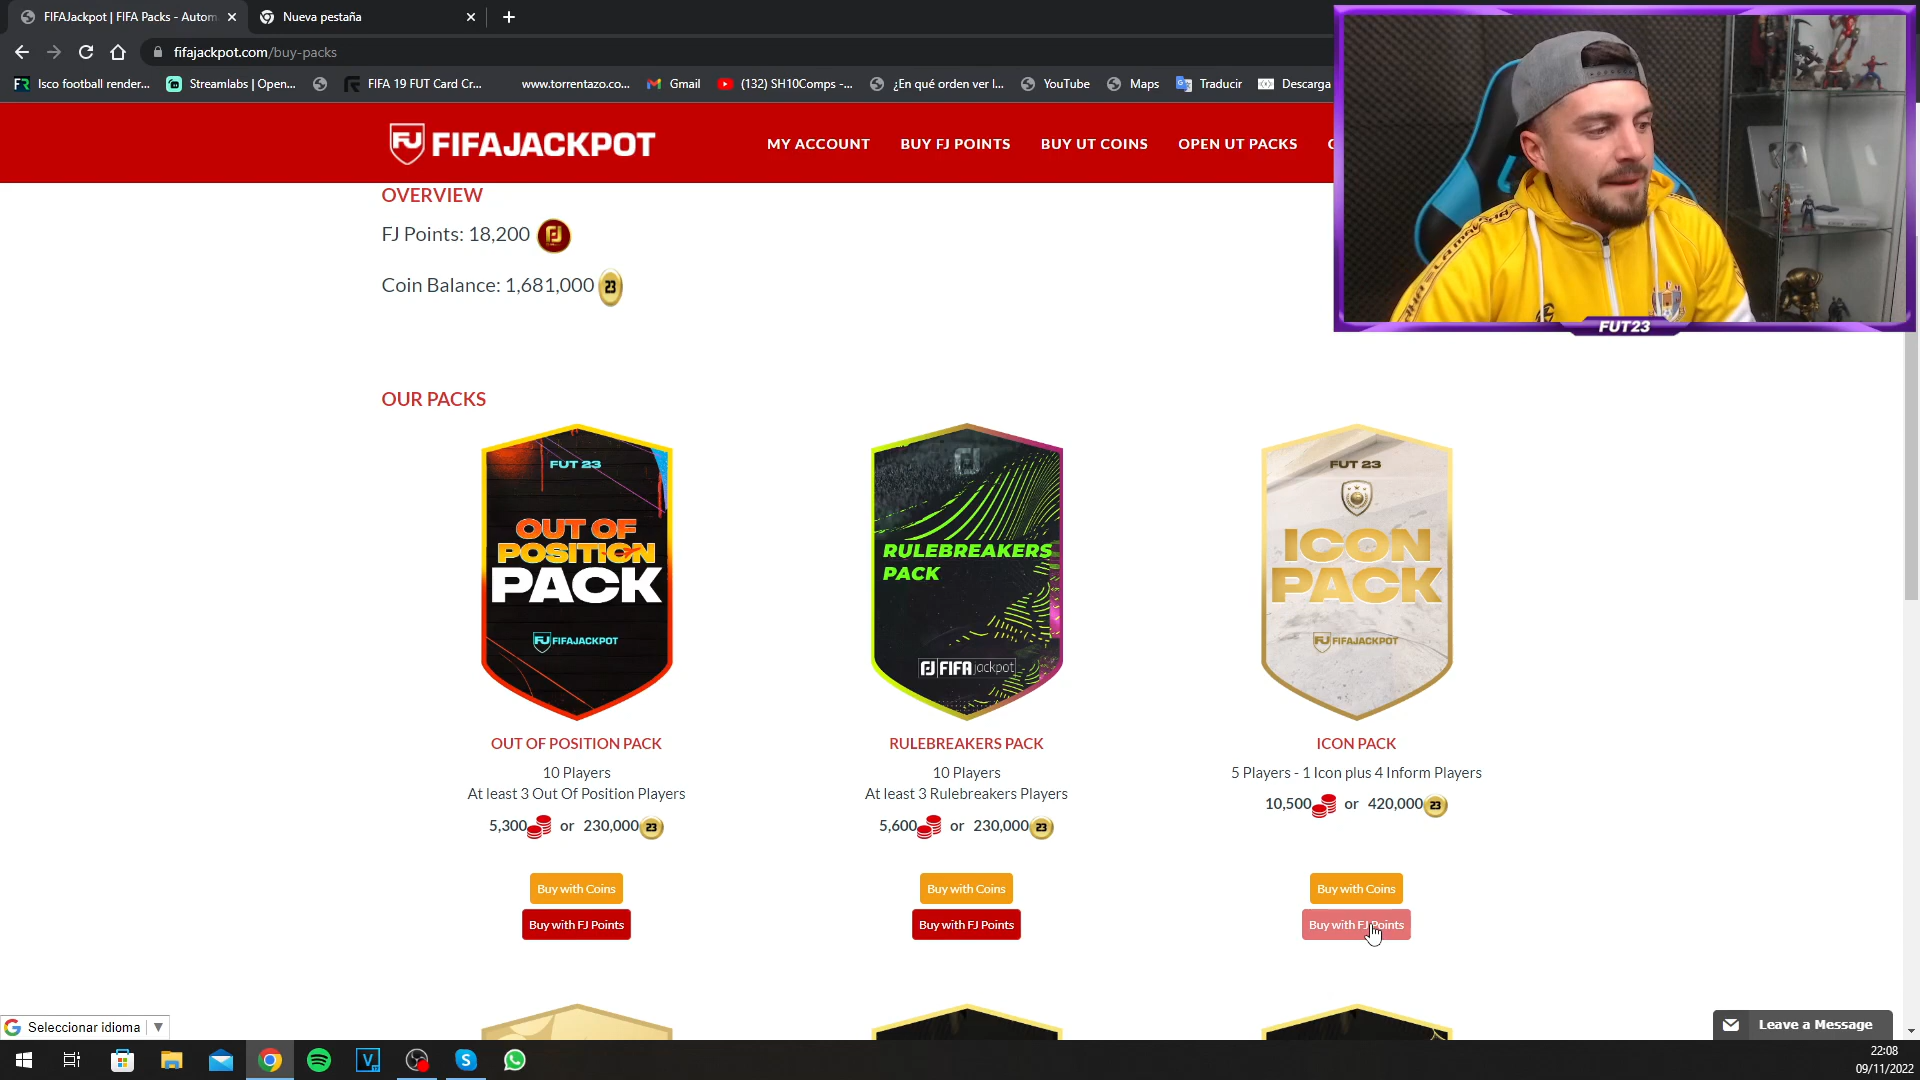 FIFAJackpot | FIFA Packs - Autom
Nueva pestaña
fifajackpot.com/buy-packs
Isco football render...
Streamlabs | Open...
FIFA 19 FUT Card Cr...
www.torrentazo.co...
Gmail
(132) SH10Comps -...
¿En qué orden ver l...
YouTube
Maps
Traducir
Descarga
FJ FIFAJACKPOT
MY ACCOUNT
BUY FJ POINTS
BUY UT COINS
OPEN UT PACKS
FUT23
OVERVIEW
FJ Points: 18,200
Coin Balance: 1,681,000 23
OUR PACKS
FUT 23
OUT OF
POSITION
PACK
FJ FIFAJACKPOT
RULEBREAKERS
PACK
FJ FIFA jackpot
FUT 23
ICON
PACK
FJ FIFAJACKPOT
OUT OF POSITION PACK
10 Players
At least 3 Out Of Position Players
5,300 or 230,000 23
Buy with Coins
Buy with FJ Points
RULEBREAKERS PACK
10 Players
At least 3 Rulebreakers Players
5,600 or 230,000 23
Buy with Coins
Buy with FJ Points
ICON PACK
5 Players - 1 Icon plus 4 Inform Players
10,500 or 420,000 23
Buy with Coins
Buy with FJ Points
Seleccionar idioma
Leave a Message
22:08
09/11/2022